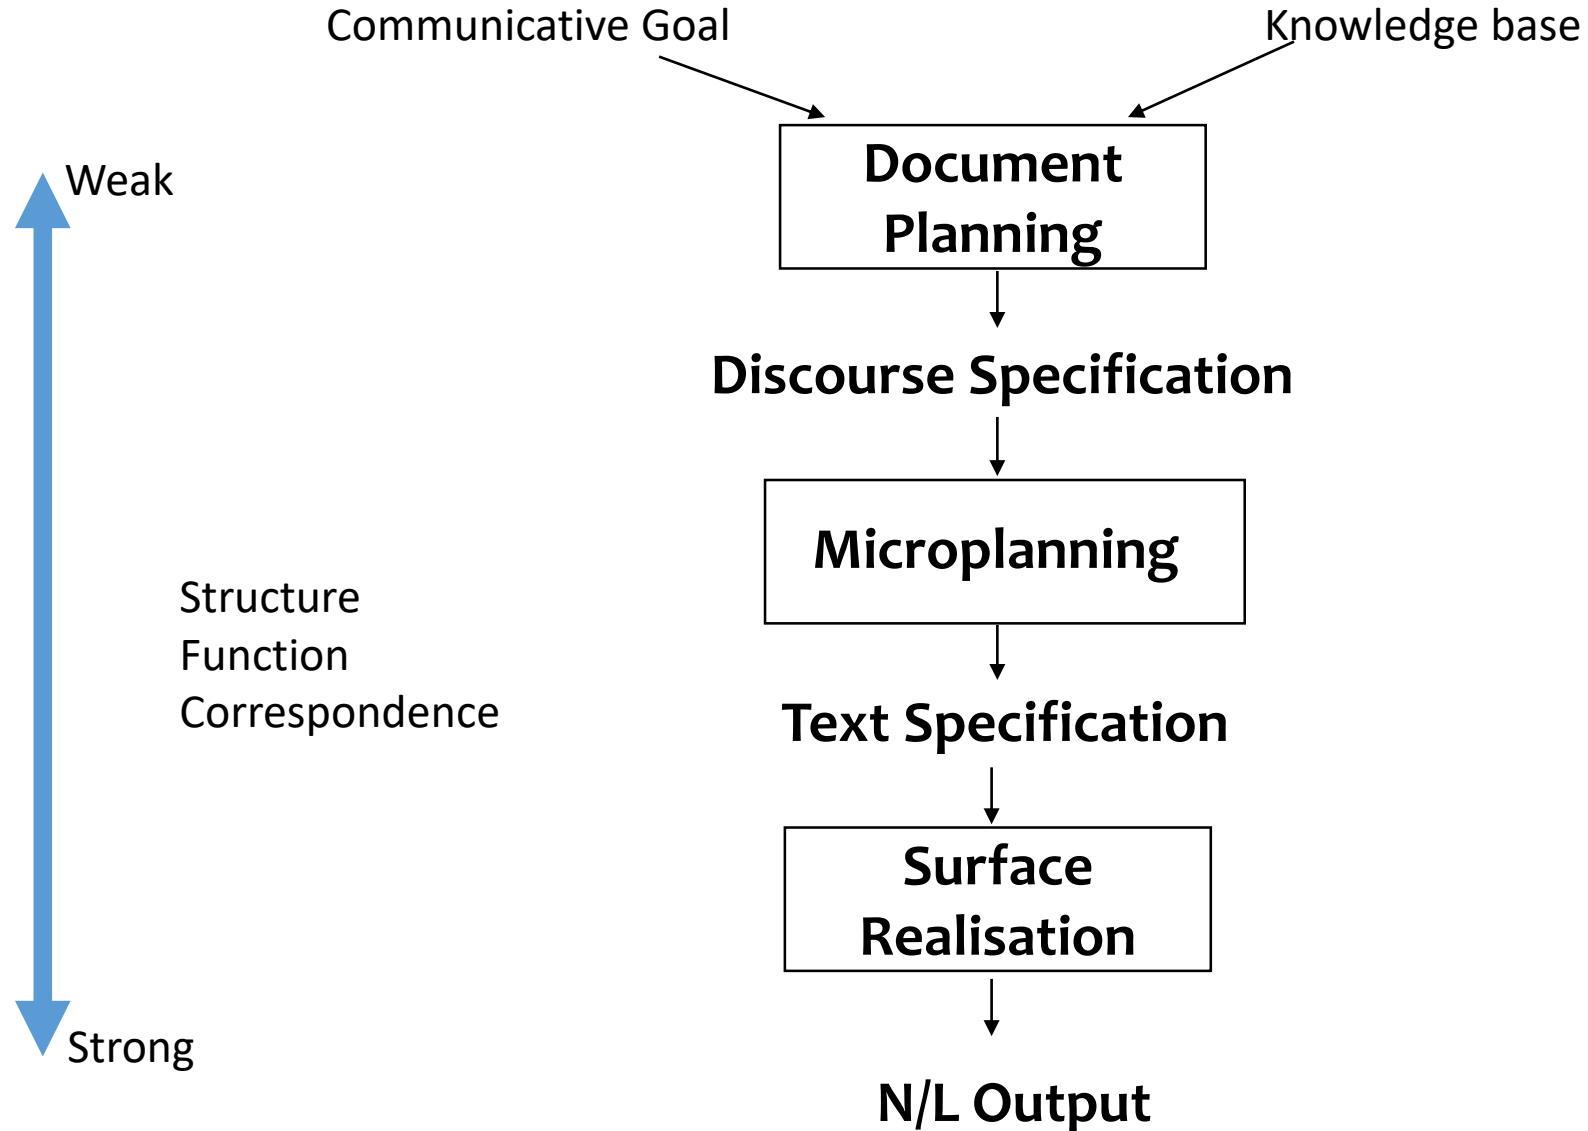 Communicative Goal
Knowledge base
Document
Planning
Weak
Discourse Specification
Microplanning
Structure
Function
Correspondence
Text Specification
Surface
Realisation
Strong
N/L Output